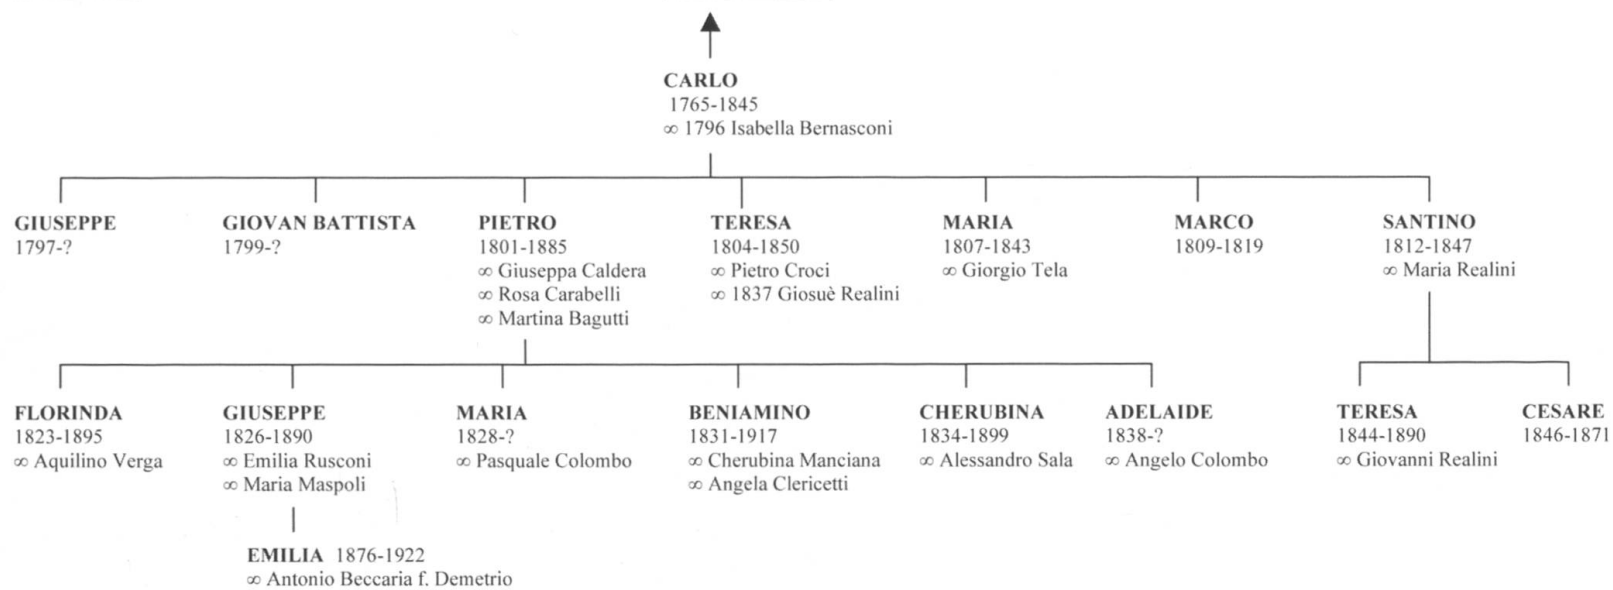 CARLO
1765-1845
∞ 1796 Isabella Bernasconi
GIUSEPPE
1797-?
GIOVAN BATTISTA
1799-?
PIETRO
1801-1885
∞ Giuseppa Caldera
∞ Rosa Carabelli
∞ Martina Bagutti
TERESA
1804-1850
∞ Pietro Croci
∞ 1837 Giosuè Realini
MARIA
1807-1843
∞ Giorgio Tela
MARCO
1809-1819
SANTINO
1812-1847
∞ Maria Realini
FLORINDA
1823-1895
∞ Aquilino Verga
GIUSEPPE
1826-1890
∞ Emilia Rusconi
∞ Maria Maspoli
MARIA
1828-?
∞ Pasquale Colombo
BENIAMINO
1831-1917
∞ Cherubina Manciana
∞ Angela Clericetti
CHERUBINA
1834-1899
∞ Alessandro Sala
ADELAIDE
1838-?
∞ Angelo Colombo
TERESA
1844-1890
∞ Giovanni Realini
CESARE
1846-1871
EMILIA 1876-1922
∞ Antonio Beccaria f. Demetrio